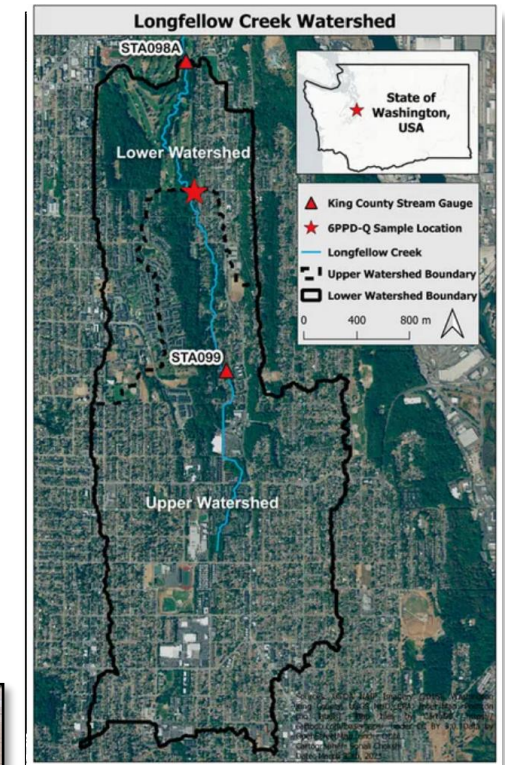 Longfellow Creek Watershed
STA098A
State of
Washington,
USA
Lower Watershed
King County Stream Gauge
6PPD-Q Sample Location
Longfellow Creek
Upper Watershed Boundary
Lower Watershed Boundary
0 400 800 m
STA099
Upper Watershed